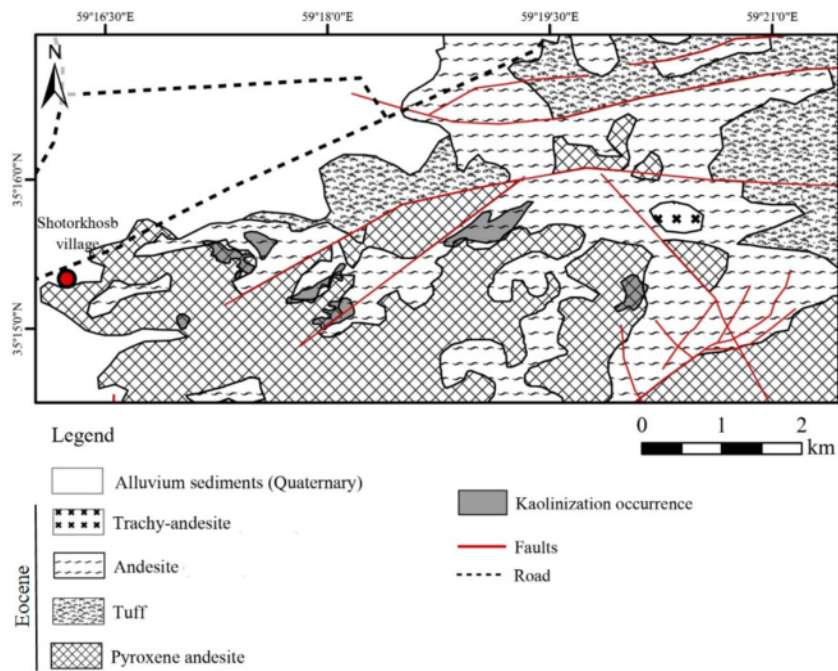 59°16'30"E 59°18'0"E 59°19'30"E 59°21'0"E
N
35°16'0"N
Shotorkhosb
village
35°15'0"N
0 1 2
km
Legend
Alluvium sediments (Quaternary)
Trachy-andesite
Andesite
Tuff
Pyroxene andesite
Eocene
Kaolinization occurrence
Faults
Road